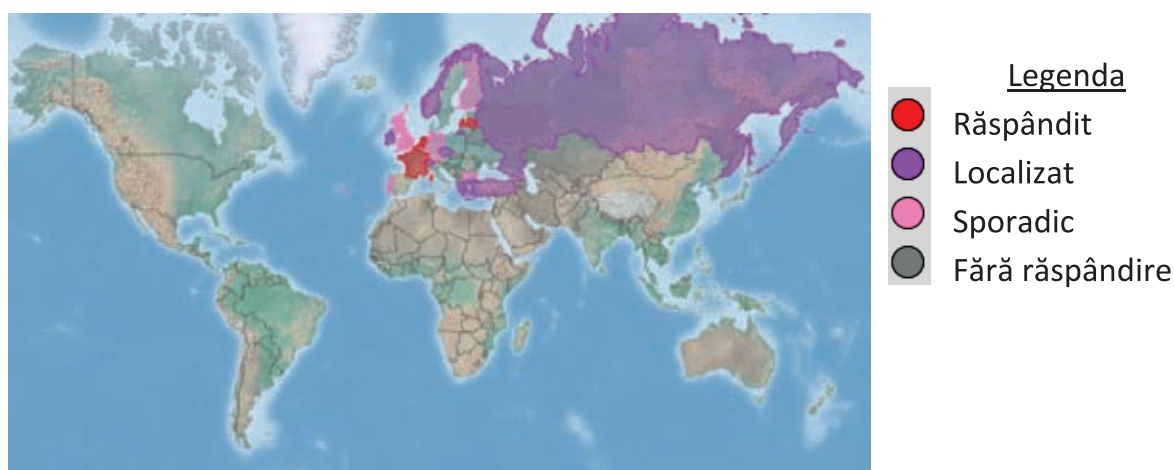 Legenda
Răspândit
Localizat
Sporadic
Fără răspândire